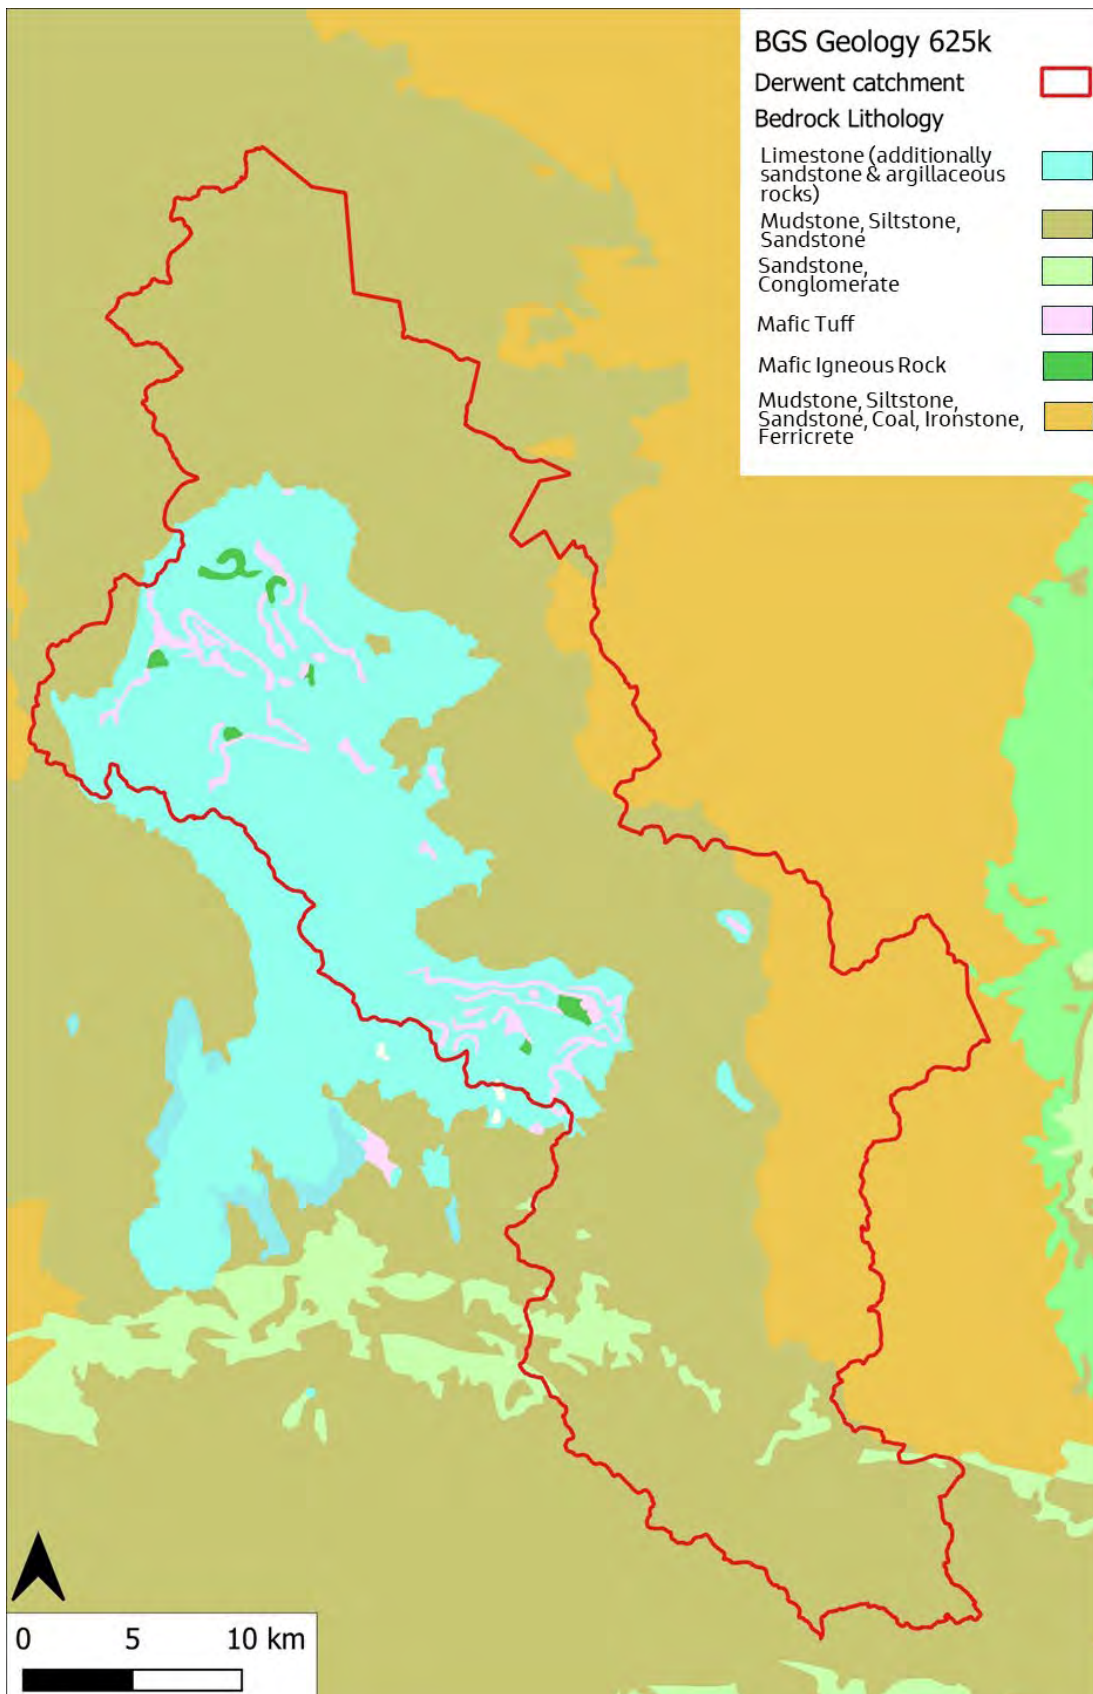 BGS Geology 625k
Derwent catchment
Bedrock Lithology
Limestone (additionally
sandstone & argillaceous
rocks)
Mudstone, Siltstone,
Sandstone
Sandstone,
Conglomerate
Mafic Tuff
Mafic Igneous Rock
Mudstone, Siltstone,
Sandstone, Coal, Ironstone,
Ferricrete
0 5 10 km